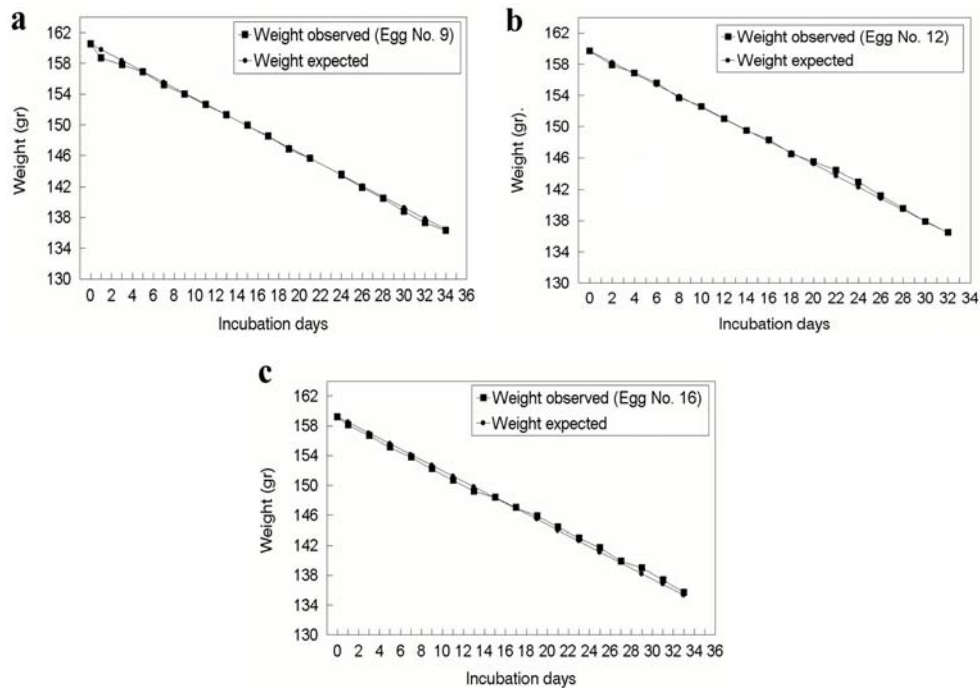 a
162
158
154
150
146
142
138
134
130
Weight (gr)
Weight observed (Egg No. 9)
Weight expected
0 2 4 6 8 10 12 14 16 18 20 22 24 26 28 30 32 34 36
Incubation days
b
162
158
154
150
146
142
138
134
130
Weight (gr).
Weight observed (Egg No. 12)
Weight expected
0 2 4 6 8 10 12 14 16 18 20 22 24 26 28 30 32 34
Incubation days
c
162
158
154
150
146
142
138
134
130
Weight (gr)
Weight observed (Egg No. 16)
Weight expected
0 2 4 6 8 10 12 14 16 18 20 22 24 26 28 30 32 34 36
Incubation days